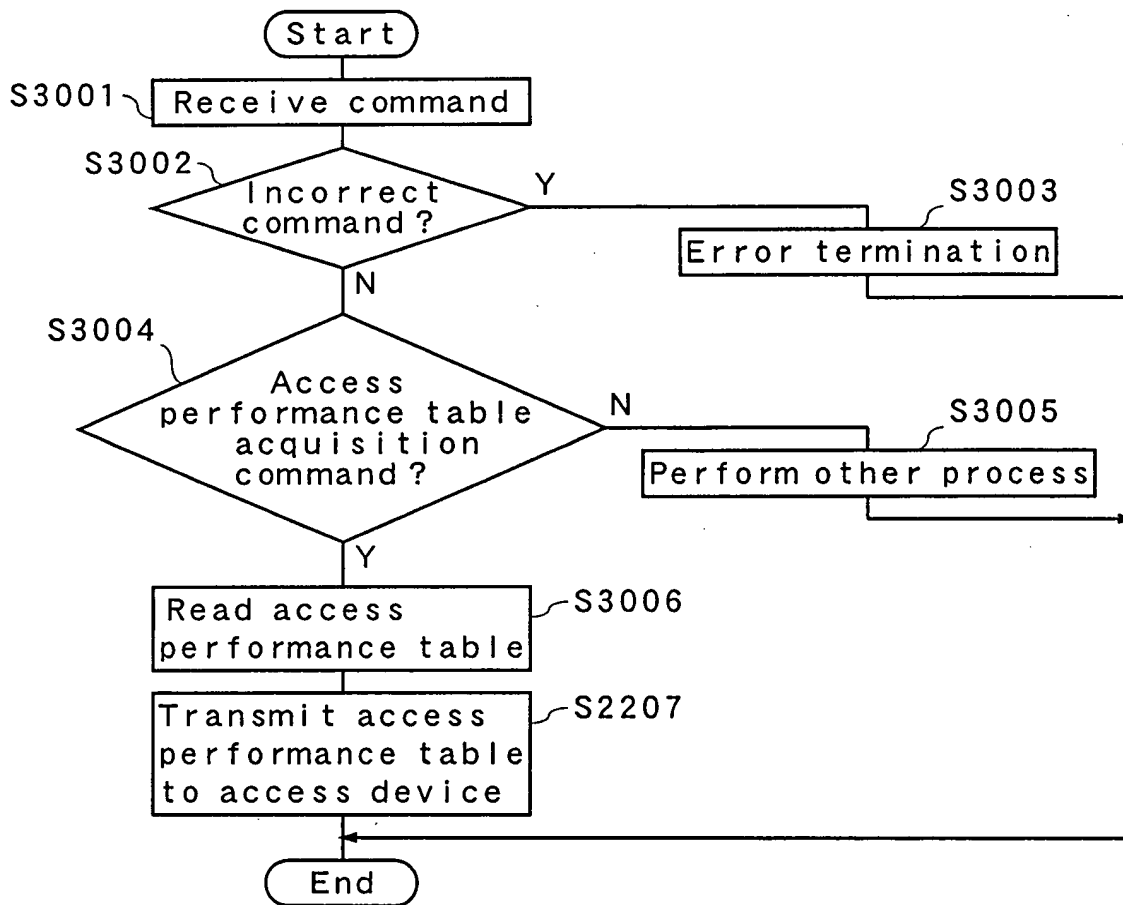 Start
S3001
Receive command
S3002
Incorrect
command?
Y
N
S3003
Error termination
S3004
Access
performance table
acquisition
command?
N
Y
S3005
Perform other process
Read access
performance table
S3006
Transmit access
performance table
to access device
S2207
End